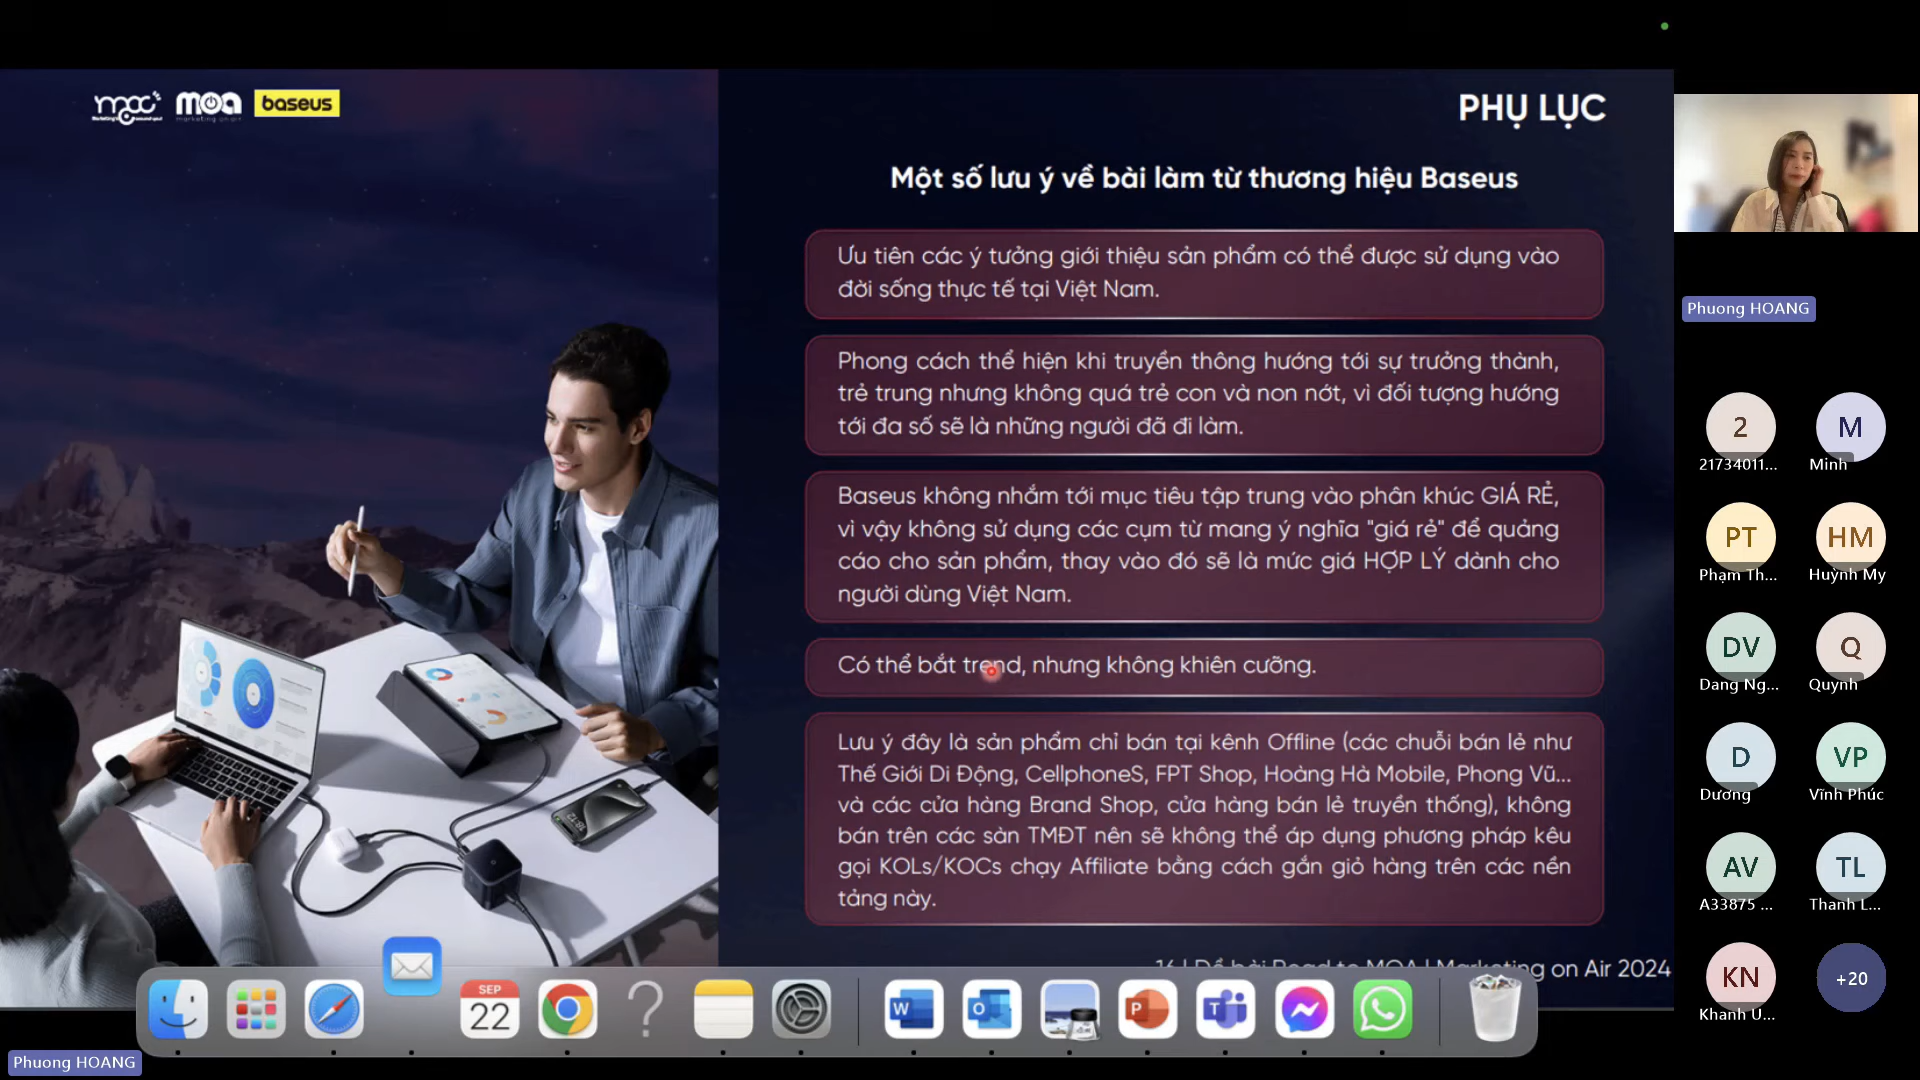 moc
MOA
marketing on air
baseus
PHỤ LỤC
Một số lưu ý về bài làm từ thương hiệu Baseus
Ưu tiên các ý tưởng giới thiệu sản phẩm có thể được sử dụng vào
đời sống thực tế tại Việt Nam.
Phong cách thể hiện khi truyền thông hướng tới sự trưởng thành,
trẻ trung nhưng không quá trẻ con và non nớt, vì đối tượng hướng
tới đa số sẽ là những người đã đi làm.
Baseus không nhắm tới mục tiêu tập trung vào phân khúc GIÁ RẺ,
vì vậy không sử dụng các cụm từ mang ý nghĩa "giá rẻ" để quảng
cáo cho sản phẩm, thay vào đó sẽ là mức giá HỢP LÝ dành cho
người dùng Việt Nam.
Có thể bắt trend, nhưng không khiên cưỡng.
Lưu ý đây là sản phẩm chỉ bán tại kênh Offline (các chuỗi bán lẻ như
Thế Giới Di Động, CellphoneS, FPT Shop, Hoàng Hà Mobile, Phong Vũ...
và các cửa hàng Brand Shop, cửa hàng bán lẻ truyền thống), không
bán trên các sàn TMĐT nên sẽ không thể áp dụng phương pháp kêu
gọi KOLs/KOCs chạy Affiliate bằng cách gắn giỏ hàng trên các nền
tảng này.
16 | Đề bài Road to MOA | Marketing on Air 2024
SEP
22
W
O
P
T
Phuong HOANG
Phuong HOANG
2
21734011...
M
Minh
PT
Phạm Th...
HM
Huỳnh My
DV
Dang Ng...
Q
Quynh
D
Dương
VP
Vĩnh Phúc
AV
A33875 ...
TL
Thanh L...
KN
Khanh U...
+20